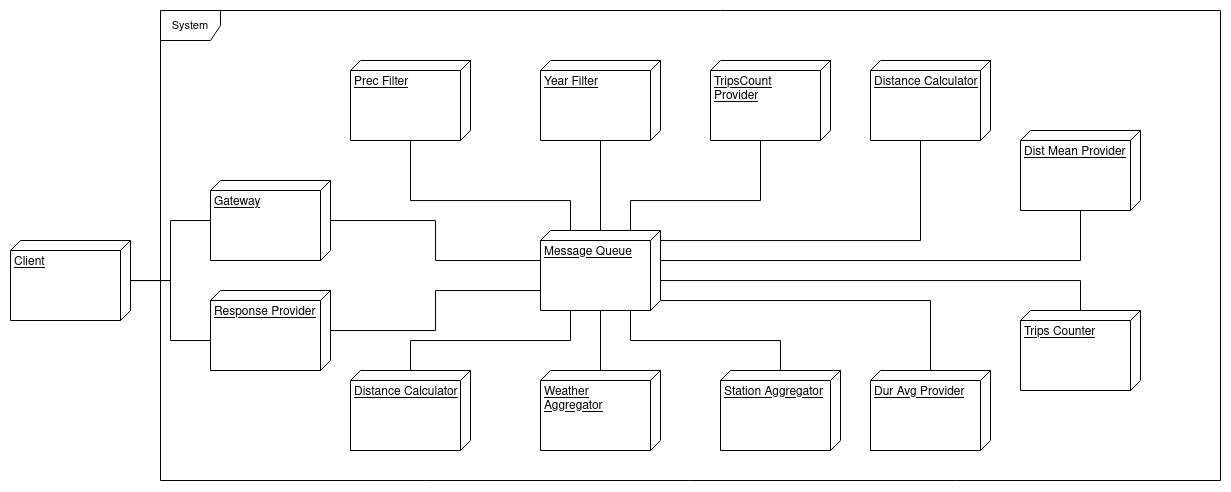 System
Prec Filter
Year Filter
TripsCount
Provider
Distance Calculator
Dist Mean Provider
Gateway
Message Queue
Client
Response Provider
Trips Counter
Distance Calculator
Weather
Aggregator
Station Aggregator
Dur Avg Provider